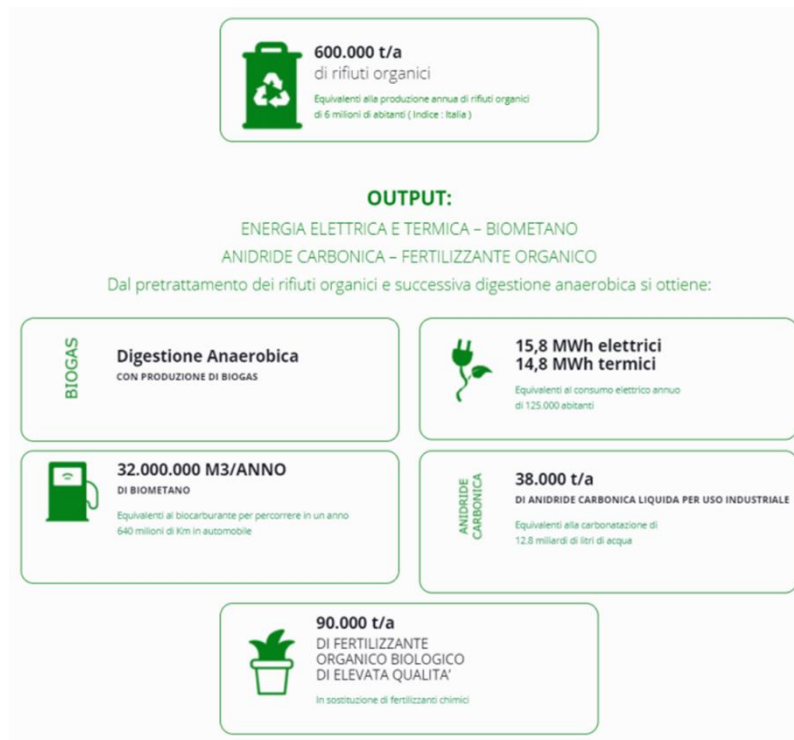 600.000 t/a
di rifiuti organici
Equivalenti alla produzione annua di rifiuti organici
di 6 milioni di abitanti ( Indice : Italia )
OUTPUT:
ENERGIA ELETTRICA E TERMICA – BIOMETANO
ANIDRIDE CARBONICA – FERTILIZZANTE ORGANICO
Dal pretrattamento dei rifiuti organici e successiva digestione anaerobica si ottiene:
BIOGAS
Digestione Anaerobica
CON PRODUZIONE DI BIOGAS
15,8 MWh elettrici
14,8 MWh termici
Equivalenti al consumo elettrico annuo
di 125.000 abitanti
32.000.000 M3/ANNO
DI BIOMETANO
Equivalenti al biocarburante per percorrere in un anno
640 milioni di Km in automobile
ANIDRIDE
CARBONICA
38.000 t/a
DI ANIDRIDE CARBONICA LIQUIDA PER USO INDUSTRIALE
Equivalenti alla carbonatazione di
12.8 miliardi di litri di acqua
90.000 t/a
DI FERTILIZZANTE
ORGANICO BIOLOGICO
DI ELEVATA QUALITA’
In sostituzione di fertilizzanti chimici